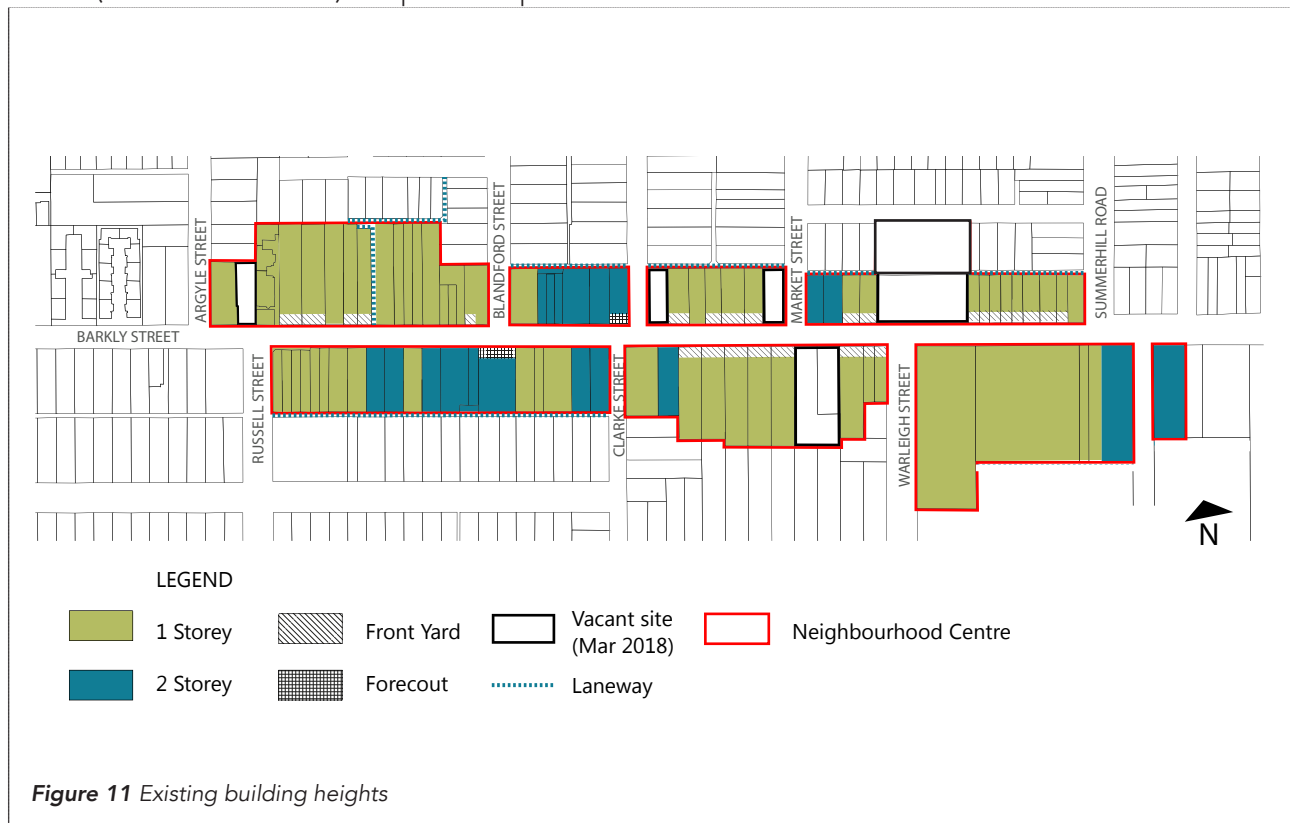 ARGYLE STREET
BLANDFORD STREET
MARKET STREET
SUMMERHILL ROAD
BARKLY STREET
RUSSELL STREET
CLARKE STREET
WARLEIGH STREET
N
LEGEND
1 Storey
Front Yard
Vacant site
(Mar 2018)
Neighbourhood Centre
2 Storey
Forecout
Laneway
Figure 11 Existing building heights